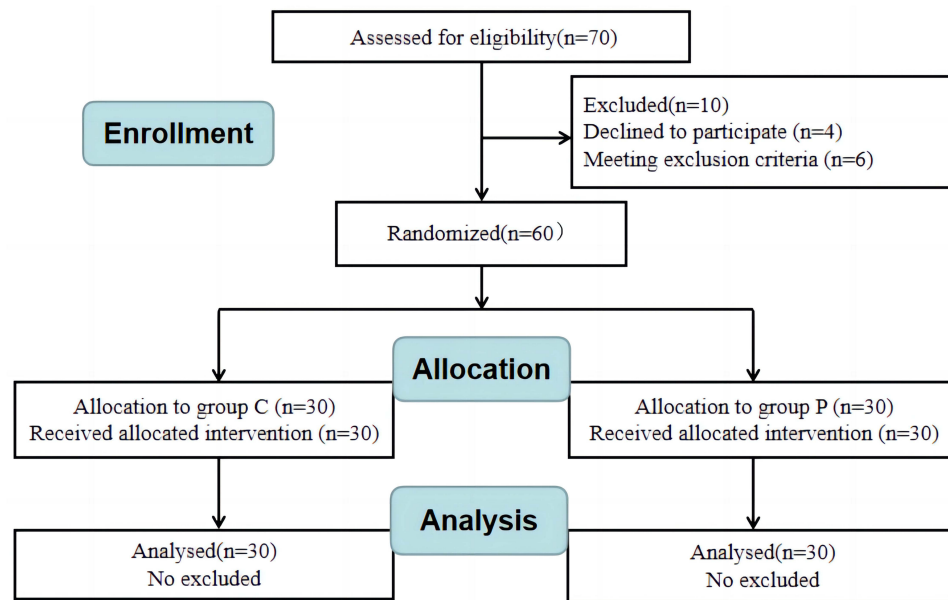 Assessed for eligibility(n=70)
Enrollment
Excluded(n=10)
Declined to participate (n=4)
Meeting exclusion criteria (n=6)
Randomized(n=60）
Allocation
Allocation to group C (n=30)
Received allocated intervention (n=30)
Allocation to group P (n=30)
Received allocated intervention (n=30)
Analysis
Analysed(n=30)
No excluded
Analysed(n=30)
No excluded